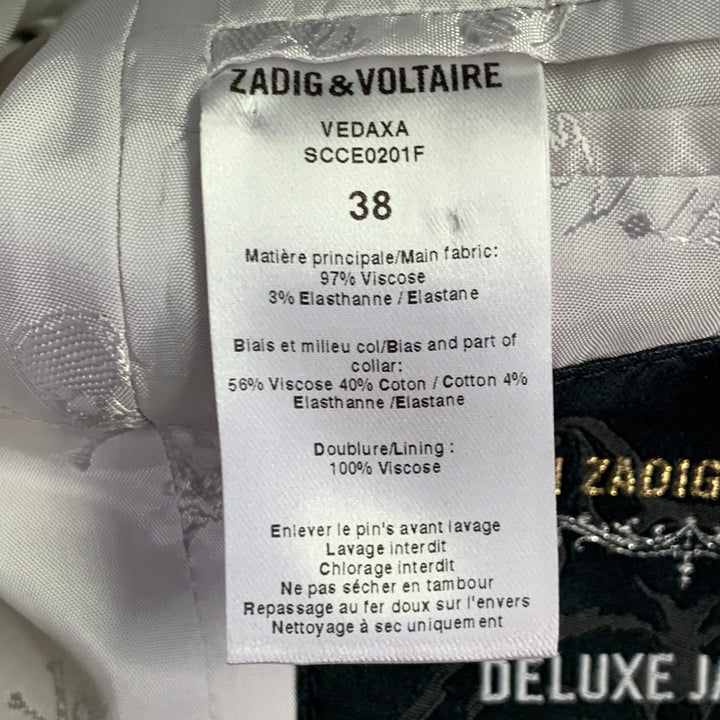 ZADIG&VOLTAIRE
VEDAXA
SCCE0201F
38
Matière principale/Main fabric:
97% Viscose
3% Elasthanne / Elastane
Biais et milieu col/Bias and part of
collar:
56% Viscose 40% Coton / Cotton 4%
Elasthanne /Elastane
Doublure/Lining :
100% Viscose
Enlever le pin's avant lavage
Lavage interdit
Chlorage interdit
Ne pas sécher en tambour
Repassage au fer doux sur l'envers
Nettoyage à sec uniquement
ZADIG
DELUXE JA